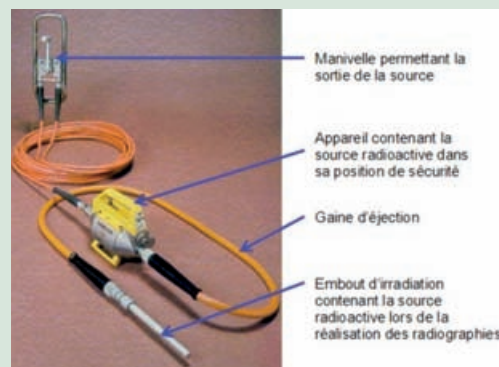 Manivelle permettant la
sortie de la source
Appareil contenant la
source radioactive dans
sa position de sécurité
Gaine d'éjection
Embout d'irradiation
contenant la source
radioactive lors de la
réalisation des radiographies